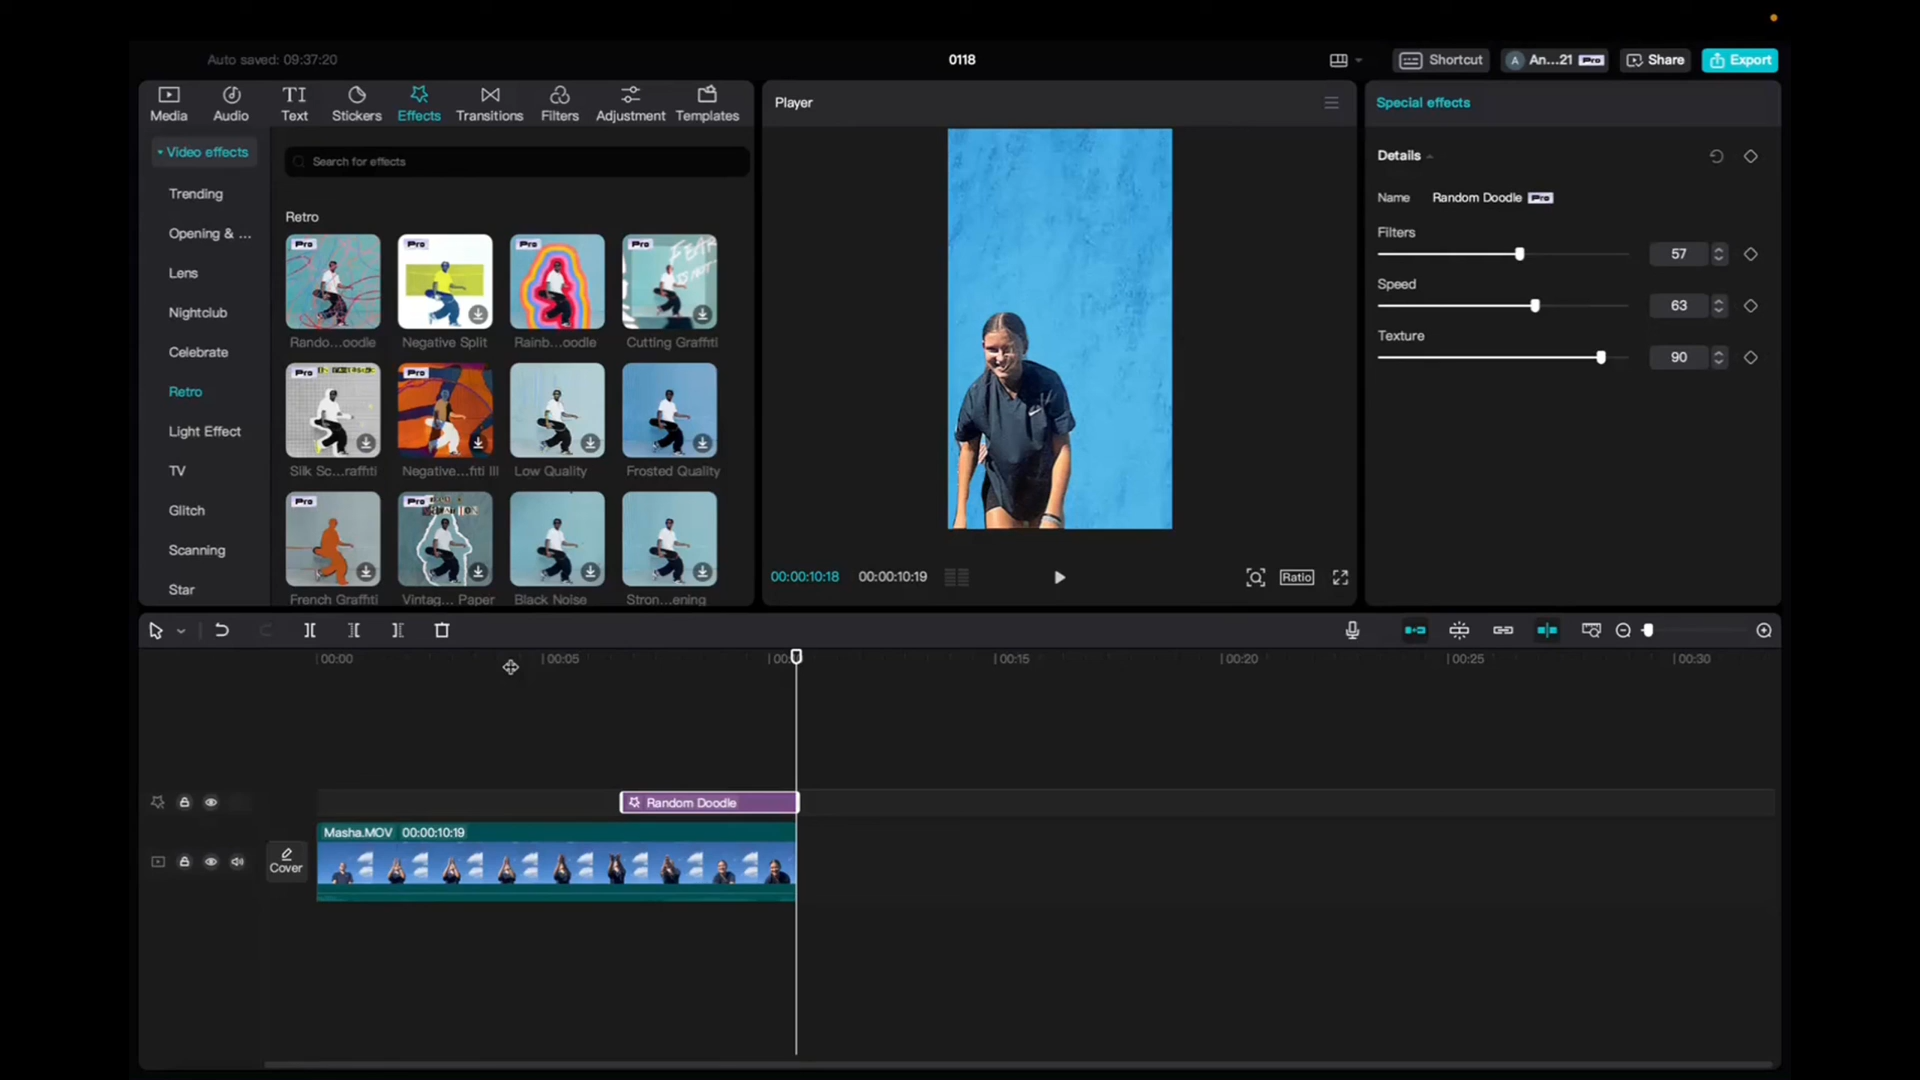 Auto saved: 09:37:20
0118
Shortcut
A An...21 Pro
Share
Export
Media
Audio
TI
Text
Stickers
Effects
Transitions
Filters
Adjustment
Templates
Player
Special effects
Video effects
Search for effects
Details
Trending
Name Random Doodle Pro
Retro
Opening & ...
Filters
57
Pro
Pro
Pro
Pro
FEAR
IS NOT
Lens
Speed
63
Nightclub
Rando...oodle
Negative Split
Rainb...oodle
Cutting Graffiti
Texture
90
Celebrate
Pro
Pro
Retro
Light Effect
Silk Sc...raffiti
Negative...fiti III
Low Quality
Frosted Quality
TV
Pro
Pro
Glitch
Scanning
Star
French Graffiti
Vintag... Paper
Black Noise
Stron...ening
00:00:10:18
00:00:10:19
Ratio
00:00
00:05
00:
00:15
00:20
00:25
00:30
Random Doodle
Masha.MOV 00:00:10:19
Cover